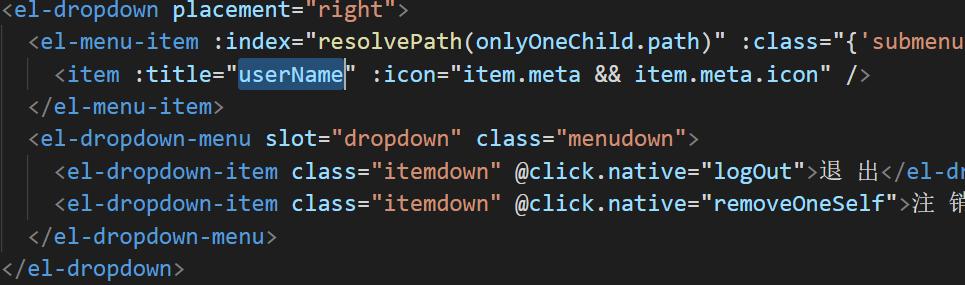 <el-dropdown placement="right">
<el-menu-item :index="resolvePath(onlyOneChild.path)" :class="{'submenu
<item :title="userName" :icon="item.meta && item.meta.icon" />
</el-menu-item>
<el-dropdown-menu slot="dropdown" class="menudown">
<el-dropdown-item class="itemdown" @click.native="logOut">退 出</el-dr
<el-dropdown-item class="itemdown" @click.native="removeOneSelf">注 销
</el-dropdown-menu>
</el-dropdown>